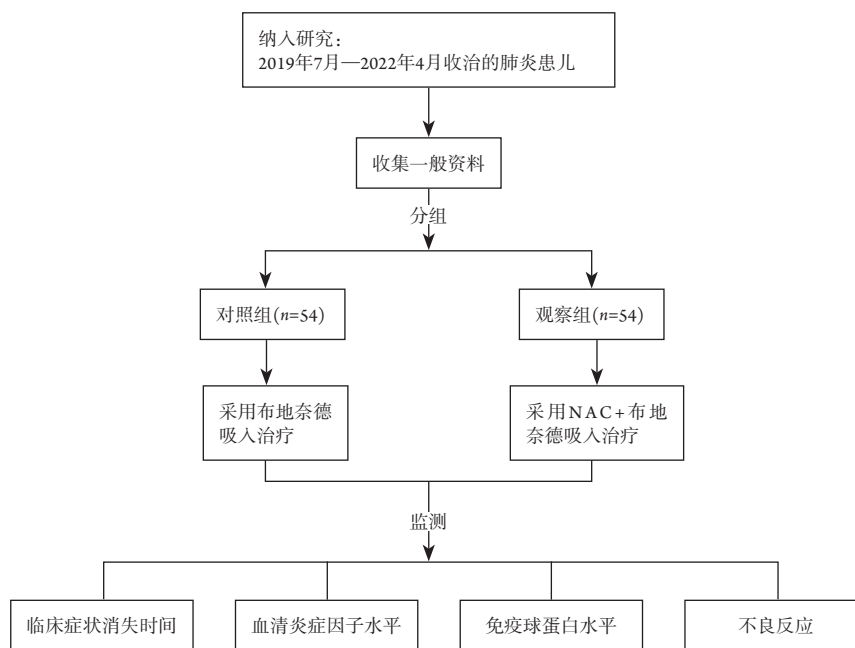 纳入研究：
2019年7月—2022年4月收治的肺炎患儿
收集一般资料
分组
对照组(n=54)
观察组(n=54)
采用布地奈德
吸入治疗
采用NAC+布地
奈德吸入治疗
监测
临床症状消失时间
血清炎症因子水平
免疫球蛋白水平
不良反应